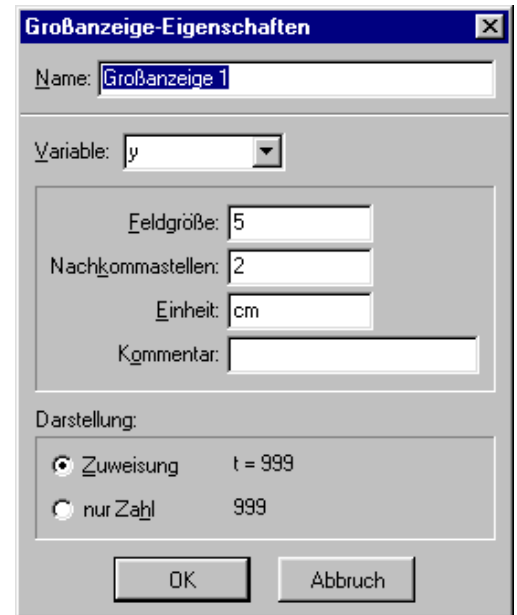 Großanzeige-Eigenschaften
Name: Großanzeige 1
Variable: y
Feldgröße: 5
Nachkommastellen: 2
Einheit: cm
Kommentar:
Darstellung:
Zuweisung t = 999
nur Zahl 999
OK Abbruch